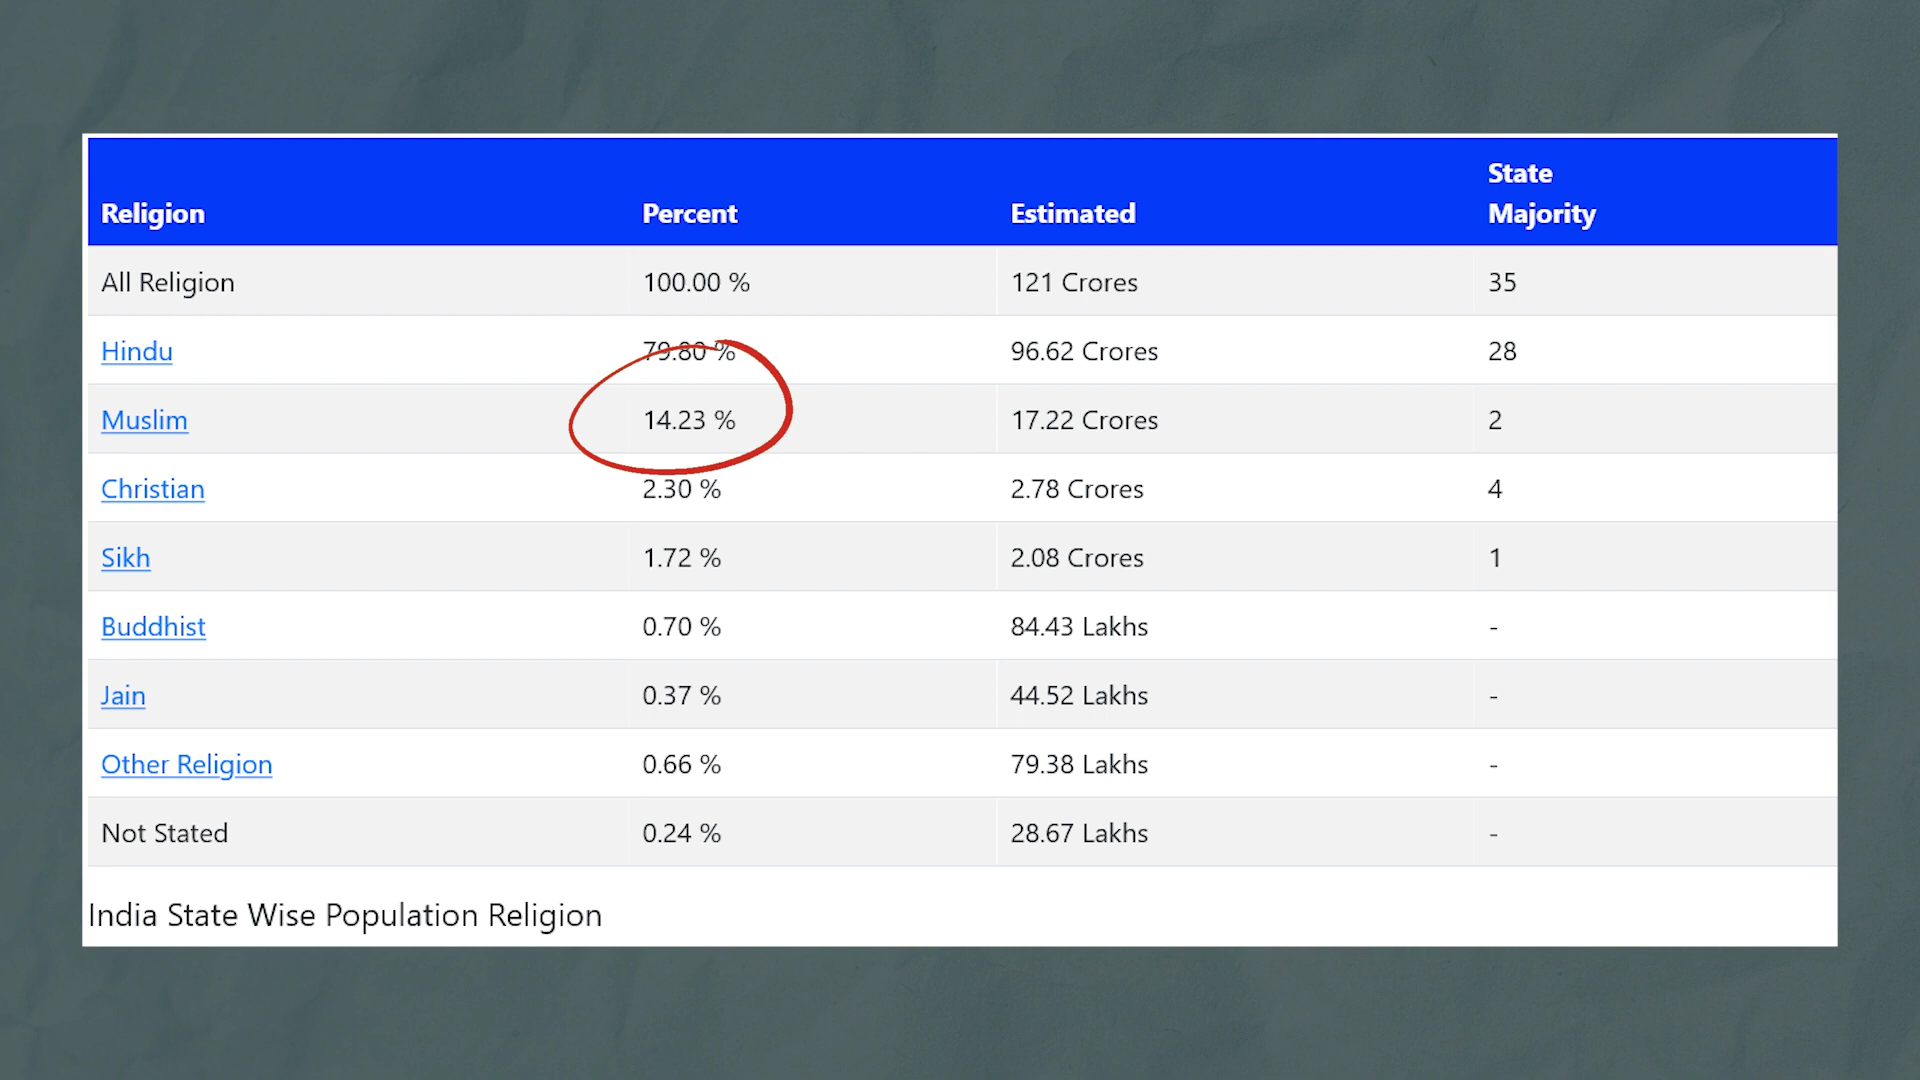 Religion Percent Estimated State Majority
All Religion 100.00 % 121 Crores 35
Hindu 79.80 % 96.62 Crores 28
Muslim 14.23 % 17.22 Crores 2
Christian 2.30 % 2.78 Crores 4
Sikh 1.72 % 2.08 Crores 1
Buddhist 0.70 % 84.43 Lakhs -
Jain 0.37 % 44.52 Lakhs -
Other Religion 0.66 % 79.38 Lakhs -
Not Stated 0.24 % 28.67 Lakhs -
India State Wise Population Religion